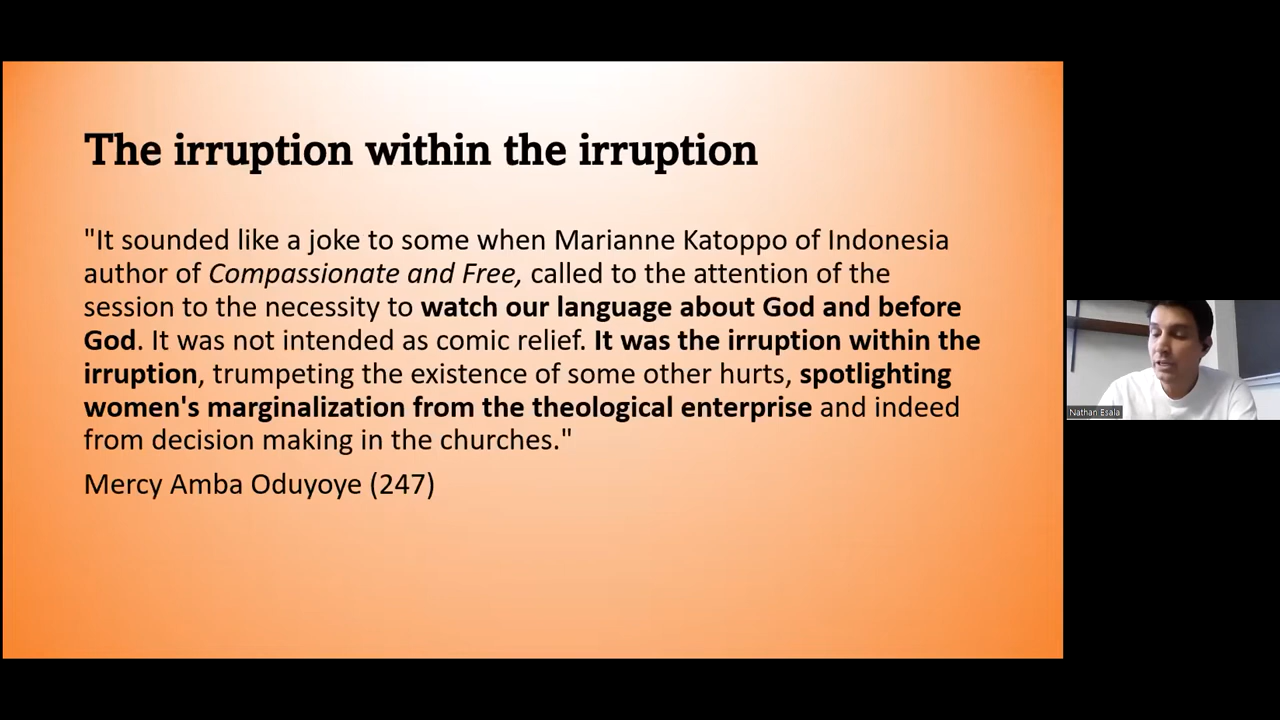 The irruption within the irruption
"It sounded like a joke to some when Marianne Katoppo of Indonesia
author of Compassionate and Free, called to the attention of the
session to the necessity to watch our language about God and before
God. It was not intended as comic relief. It was the irruption within the
irruption, trumpeting the existence of some other hurts, spotlighting
women's marginalization from the theological enterprise and indeed
from decision making in the churches."
Mercy Amba Oduyoye (247)
Nathan Esala